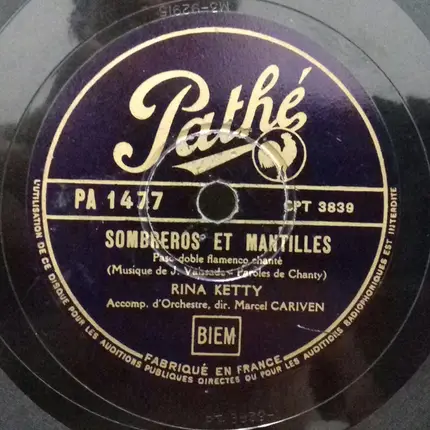 Pathé
PA 1477
CPT 3839
SOMBREROS ET MANTILLES
Paso doble flamenco chanté
(Musique de J. Vaissade - Paroles de Chanty)
RINA KETTY
Accomp. d'Orchestre, dir. Marcel CARIVEN
BIEM
FABRIQUÉ EN FRANCE
L'UTILISATION DE CE DISQUE POUR LES AUDITIONS PUBLIQUES DIRECTES OU POUR LES AUDITIONS RADIOPHONIQUES EST INTERDITE